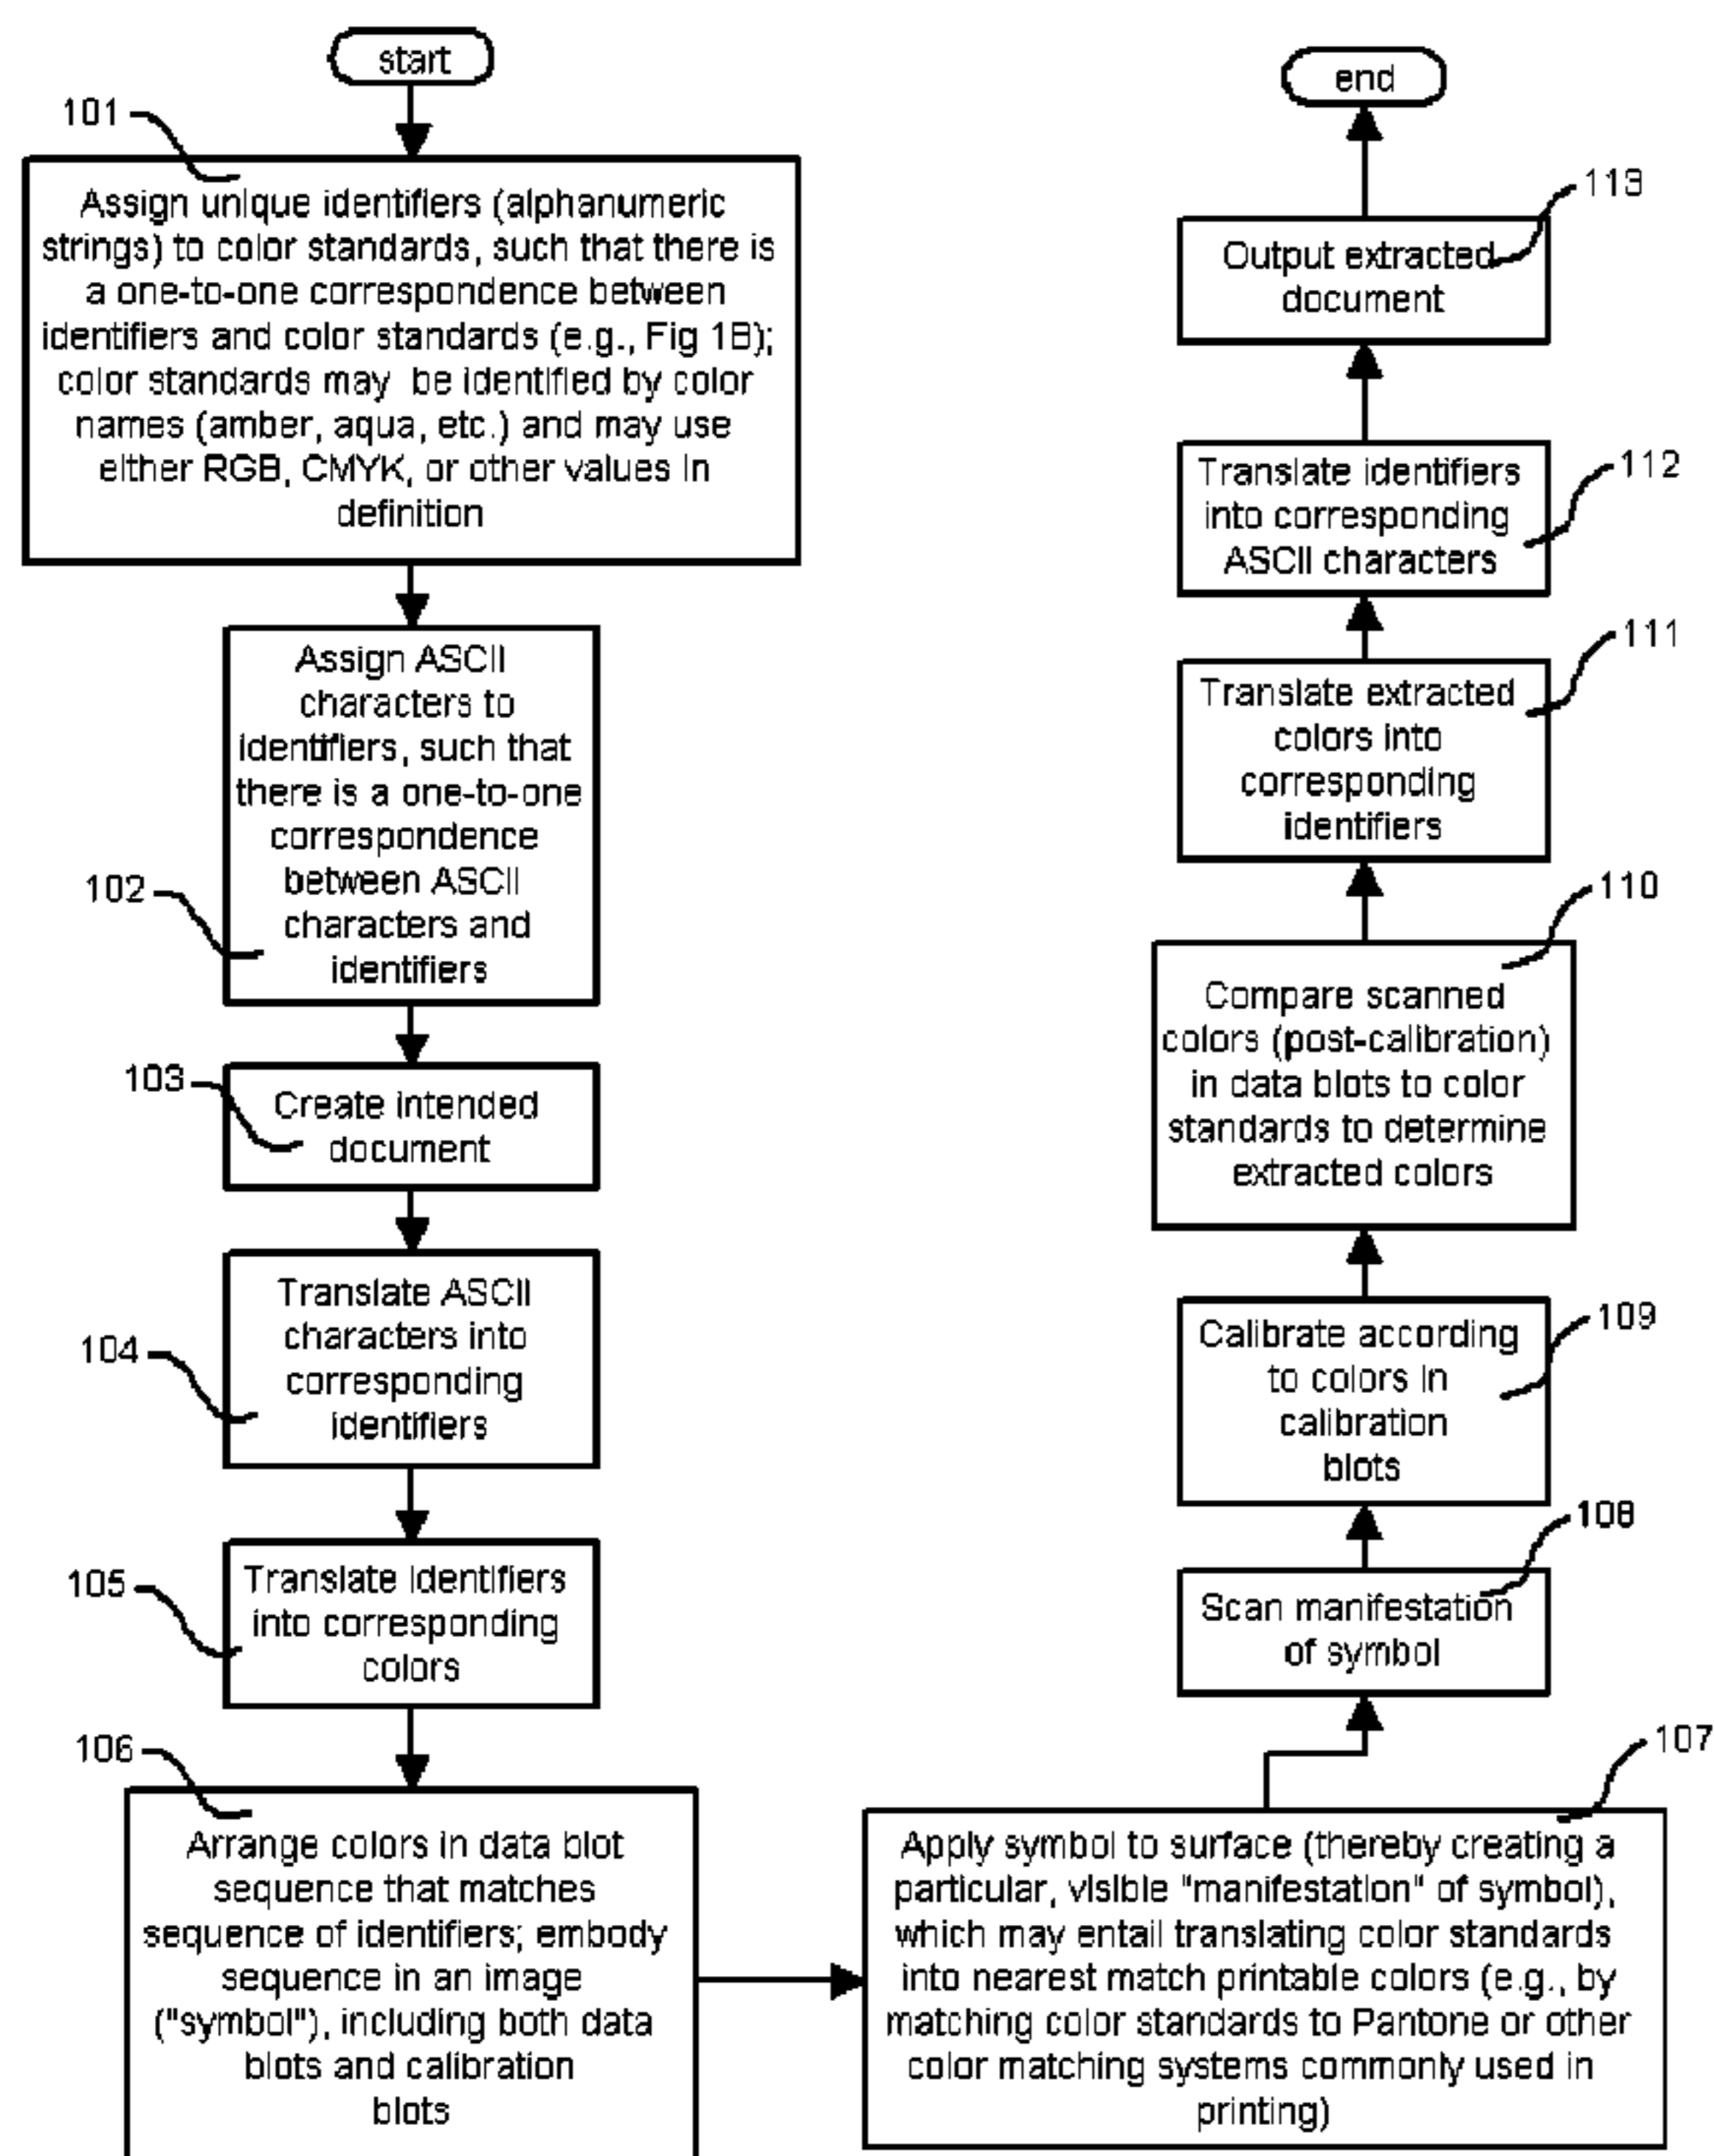 start
101
Assign unique identifiers (alphanumeric
strings) to color standards, such that there is
a one-to-one correspondence between
identifiers and color standards (e.g., Fig 1B);
color standards may be identified by color
names (amber, aqua, etc.) and may use
either RGB, CMYK, or other values in
definition
102
Assign ASCII
characters to
identifiers, such that
there is a one-to-one
correspondence
between ASCII
characters and
identifiers
103
Create intended
document
104
Translate ASCII
characters into
corresponding
identifiers
105
Translate identifiers
into corresponding
colors
106
Arrange colors in data blot
sequence that matches
sequence of identifiers; embody
sequence in an image
("symbol"), including both data
blots and calibration
blots
107
Apply symbol to surface (thereby creating a
particular, visible "manifestation" of symbol),
which may entail translating color standards
into nearest match printable colors (e.g., by
matching color standards to Pantone or other
color matching systems commonly used in
printing)
108
Scan manifestation
of symbol
109
Calibrate according
to colors in
calibration
blots
110
Compare scanned
colors (post-calibration)
in data blots to color
standards to determine
extracted colors
111
Translate extracted
colors into
corresponding
identifiers
112
Translate identifiers
into corresponding
ASCII characters
113
Output extracted
document
end